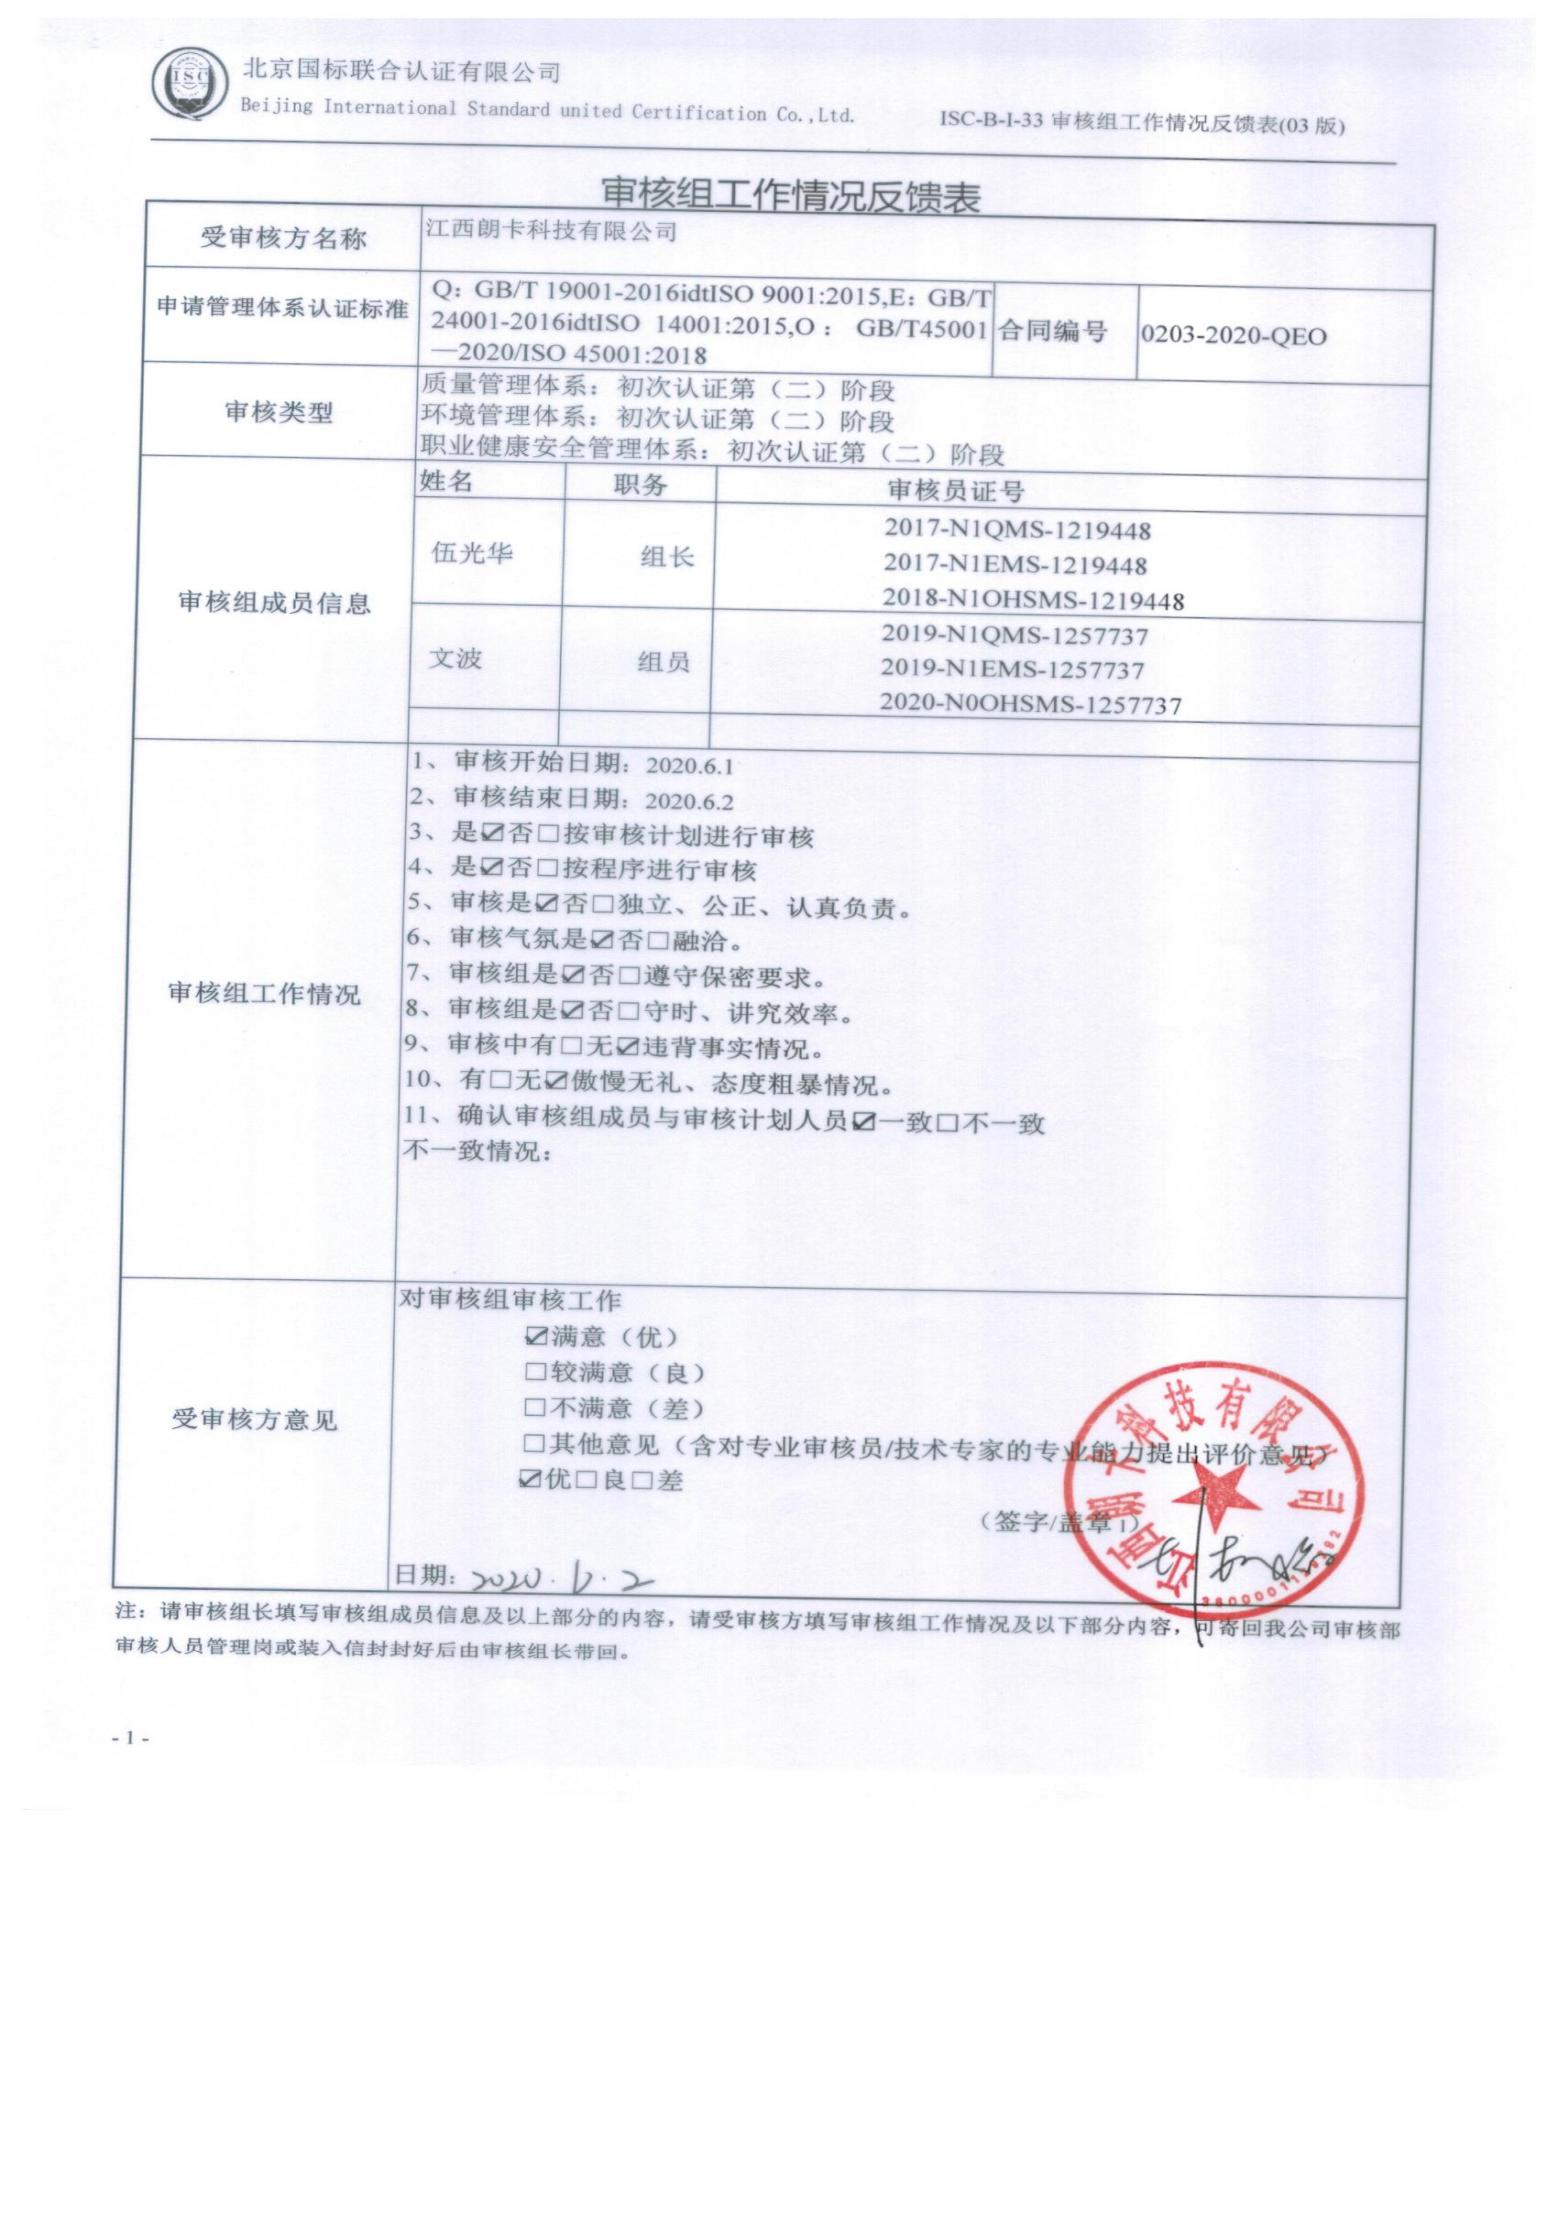 ISC
北京国标联合认证有限公司
Beijing International Standard united Certification Co.,Ltd.
ISC-B-I-33 审核组工作情况反馈表(03 版)
审核组工作情况反馈表
受审核方名称
江西朗卡科技有限公司
申请管理体系认证标准
Q: GB/T 19001-2016idtISO 9001:2015,E: GB/T
24001-2016idtISO 14001:2015,O： GB/T45001
—2020/ISO 45001:2018
合同编号
0203-2020-QEO
审核类型
质量管理体系：初次认证第（二）阶段
环境管理体系：初次认证第（二）阶段
职业健康安全管理体系：初次认证第（二）阶段
审核组成员信息
姓名 职务 审核员证号
伍光华 组长
2017-N1QMS-1219448
2017-N1EMS-1219448
2018-N1OHSMS-1219448
文波 组员
2019-N1QMS-1257737
2019-N1EMS-1257737
2020-N0OHSMS-1257737
审核组工作情况
1、审核开始日期：2020.6.1
2、审核结束日期：2020.6.2
3、是☑否□按审核计划进行审核
4、是☑否□按程序进行审核
5、审核是☑否□独立、公正、认真负责。
6、审核气氛是☑否□融洽。
7、审核组是☑否□遵守保密要求。
8、审核组是☑否□守时、讲究效率。
9、审核中有□无☑违背事实情况。
10、有□无☑傲慢无礼、态度粗暴情况。
11、确认审核组成员与审核计划人员☑一致□不一致
不一致情况：
受审核方意见
对审核组审核工作
☑满意（优）
□较满意（良）
□不满意（差）
□其他意见（含对专业审核员/技术专家的专业能力提出评价意见）
☑优□良□差
（签字/盖章）
江西朗卡科技有限公司
日期：2020.6.2
注：请审核组长填写审核组成员信息及以上部分的内容，请受审核方填写审核组工作情况及以下部分内容，可寄回我公司审核部
审核人员管理岗或装入信封封好后由审核组长带回。
- 1 -